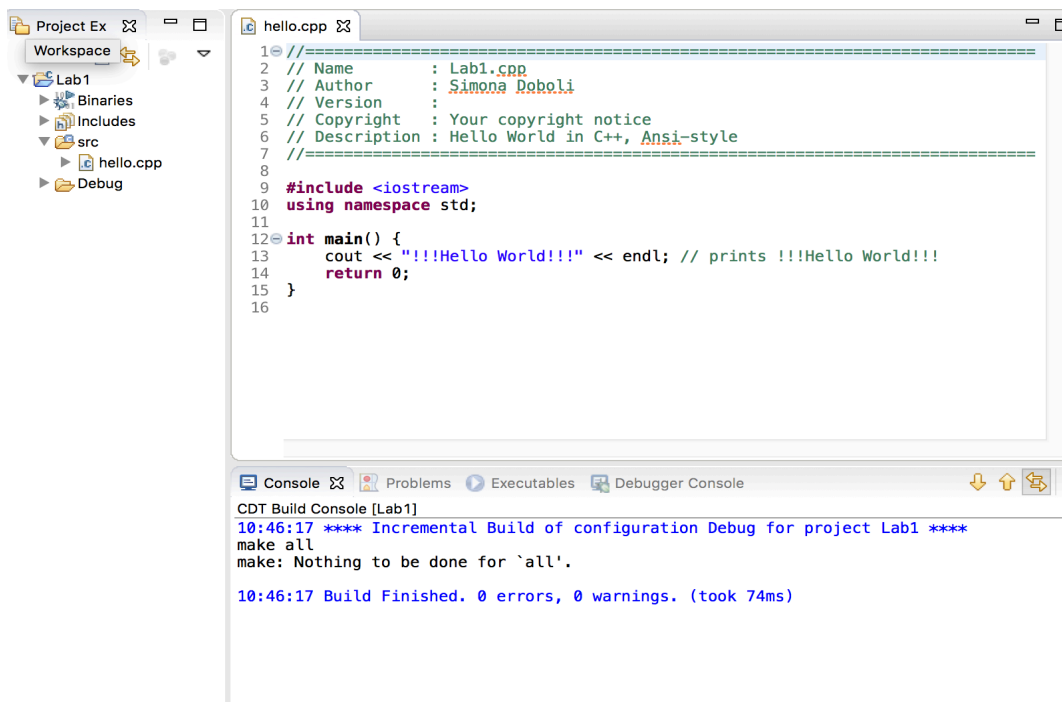 Project Ex
Workspace
Lab1
Binaries
Includes
src
hello.cpp
Debug
hello.cpp
1 //============================================================================
2 // Name        : Lab1.cpp
3 // Author      : Simona Doboli
4 // Version     :
5 // Copyright   : Your copyright notice
6 // Description : Hello World in C++, Ansi-style
7 //============================================================================
8
9 #include <iostream>
10 using namespace std;
11
12 int main() {
13     cout << "!!!Hello World!!!" << endl; // prints !!!Hello World!!!
14     return 0;
15 }
16
Console Problems Executables Debugger Console
CDT Build Console [Lab1]
10:46:17 **** Incremental Build of configuration Debug for project Lab1 ****
make all
make: Nothing to be done for `all'.
10:46:17 Build Finished. 0 errors, 0 warnings. (took 74ms)